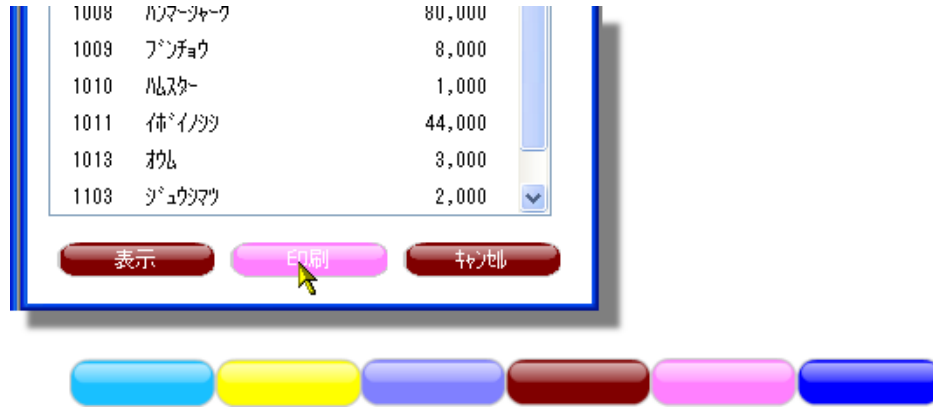 1008 ﾊﾝﾏｰｼｬｰｸ 80,000
1009 ﾌﾞﾝﾁｮｳ 8,000
1010 ﾊﾑｽﾀｰ 1,000
1011 ｲﾎﾞｲﾉｼｼ 44,000
1013 ｵｳﾑ 3,000
1103 ｼﾞｭｳｼﾏﾂ 2,000
表示 印刷 ｷｬﾝｾﾙ